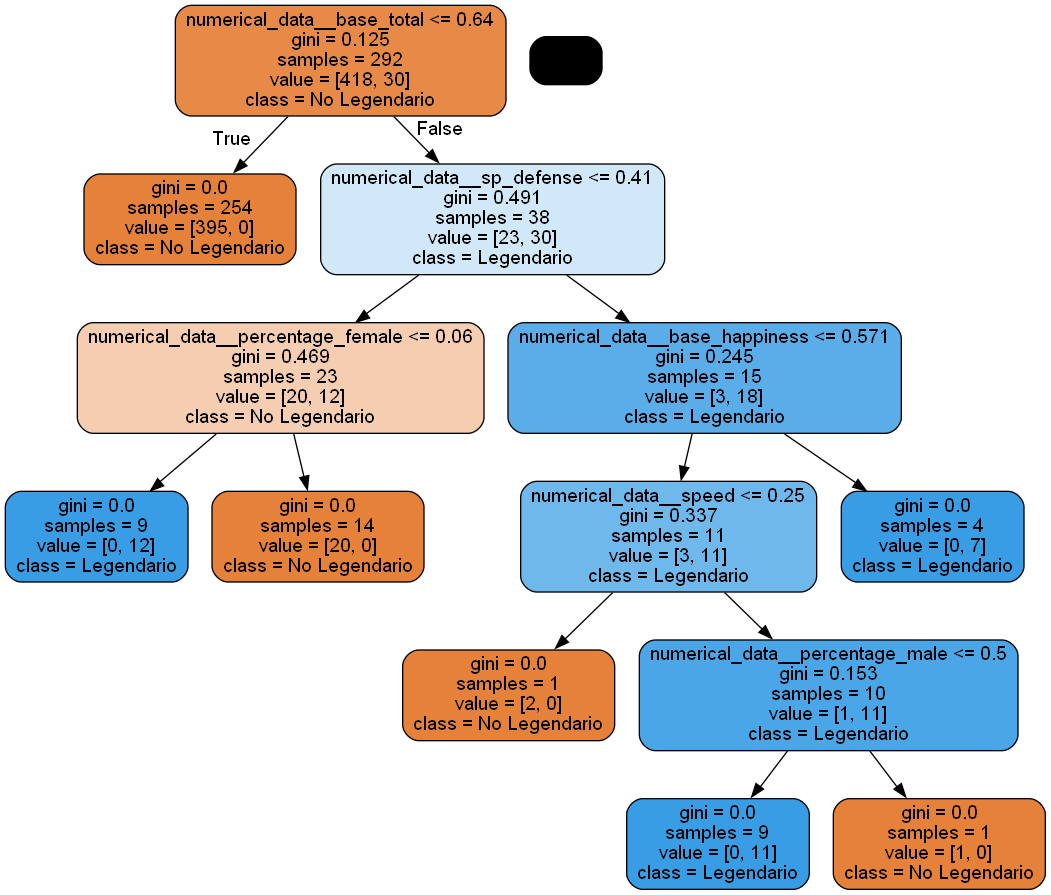 numerical_data__base_total <= 0.64
gini = 0.125
samples = 292
value = [418, 30]
class = No Legendario
True
False
gini = 0.0
samples = 254
value = [395, 0]
class = No Legendario
numerical_data__sp_defense <= 0.41
gini = 0.491
samples = 38
value = [23, 30]
class = Legendario
numerical_data__percentage_female <= 0.06
gini = 0.469
samples = 23
value = [20, 12]
class = No Legendario
numerical_data__base_happiness <= 0.571
gini = 0.245
samples = 15
value = [3, 18]
class = Legendario
gini = 0.0
samples = 9
value = [0, 12]
class = Legendario
gini = 0.0
samples = 14
value = [20, 0]
class = No Legendario
numerical_data__speed <= 0.25
gini = 0.337
samples = 11
value = [3, 11]
class = Legendario
gini = 0.0
samples = 4
value = [0, 7]
class = Legendario
gini = 0.0
samples = 1
value = [2, 0]
class = No Legendario
numerical_data__percentage_male <= 0.5
gini = 0.153
samples = 10
value = [1, 11]
class = Legendario
gini = 0.0
samples = 9
value = [0, 11]
class = Legendario
gini = 0.0
samples = 1
value = [1, 0]
class = No Legendario